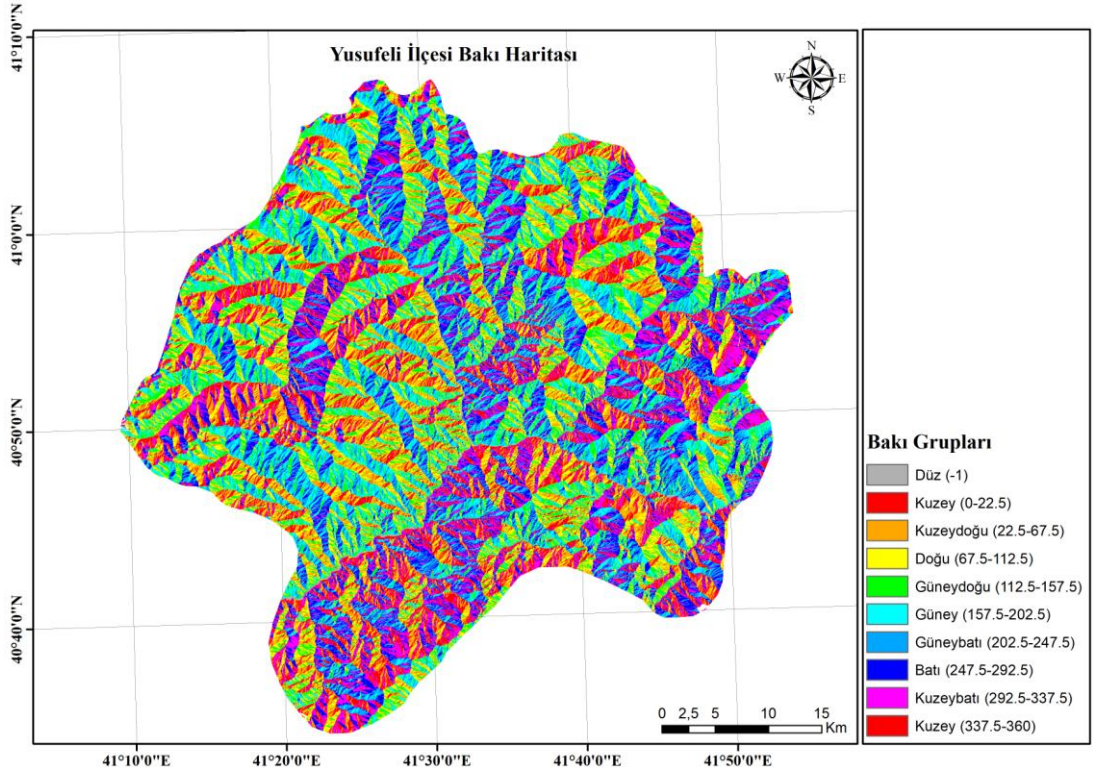 Yusufeli İlçesi Bakı Haritası
N
W
E
S
41°10'0"N
41°0'0"N
40°50'0"N
40°40'0"N
41°10'0"E
41°20'0"E
41°30'0"E
41°40'0"E
41°50'0"E
0 2,5 5 10 15
Km
Bakı Grupları
Düz (-1)
Kuzey (0-22.5)
Kuzeydoğu (22.5-67.5)
Doğu (67.5-112.5)
Güneydoğu (112.5-157.5)
Güney (157.5-202.5)
Güneybatı (202.5-247.5)
Batı (247.5-292.5)
Kuzeybatı (292.5-337.5)
Kuzey (337.5-360)